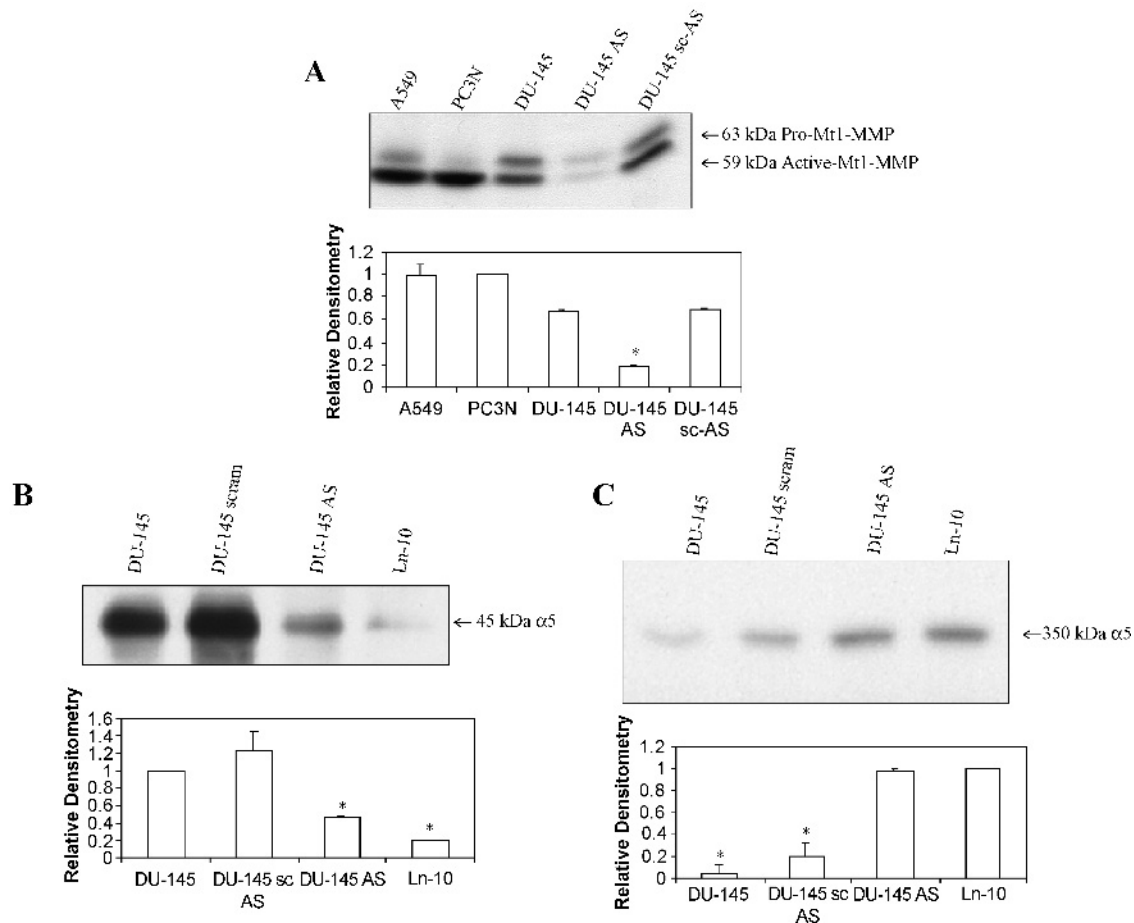 A
A549
PC3N
DU-145
DU-145 AS
DU-145 sc-AS
←63 kDa Pro-Mt1-MMP
←59 kDa Active-Mt1-MMP
Relative Densitometry
1.2
1
0.8
0.6
0.4
0.2
0
*
A549
PC3N
DU-145
DU-145
AS
DU-145
sc-AS
B
DU-145
DU-145 scram
DU-145 AS
Ln-10
← 45 kDa α5
Relative Densitometry
1.6
1.4
1.2
1
0.8
0.6
0.4
0.2
0
*
*
DU-145
DU-145 sc
AS
DU-145 AS
Ln-10
C
DU-145
DU-145 scram
DU-145 AS
Ln-10
←350 kDa α5
Relative Densitometry
1.2
1
0.8
0.6
0.4
0.2
0
*
*
DU-145
DU-145 sc
AS
DU-145 AS
Ln-10